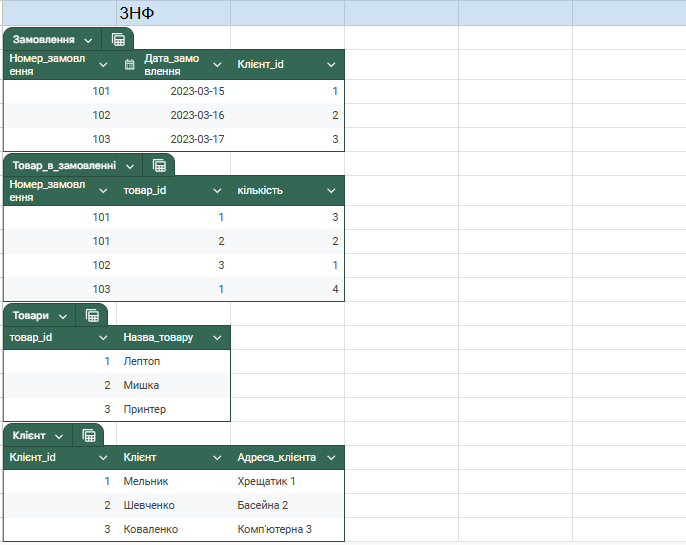 3НФ
Замовлення
Номер_замовлення Дата_замовлення Клієнт_id
101 2023-03-15 1
102 2023-03-16 2
103 2023-03-17 3
Товар_в_замовленні
Номер_замовлення товар_id кількість
101 1 3
101 2 2
102 3 1
103 1 4
Товари
товар_id Назва_товару
1 Лептоп
2 Мишка
3 Принтер
Клієнт
Клієнт_id Клієнт Адреса_клієнта
1 Мельник Хрещатик 1
2 Шевченко Басейна 2
3 Коваленко Комп'ютерна 3